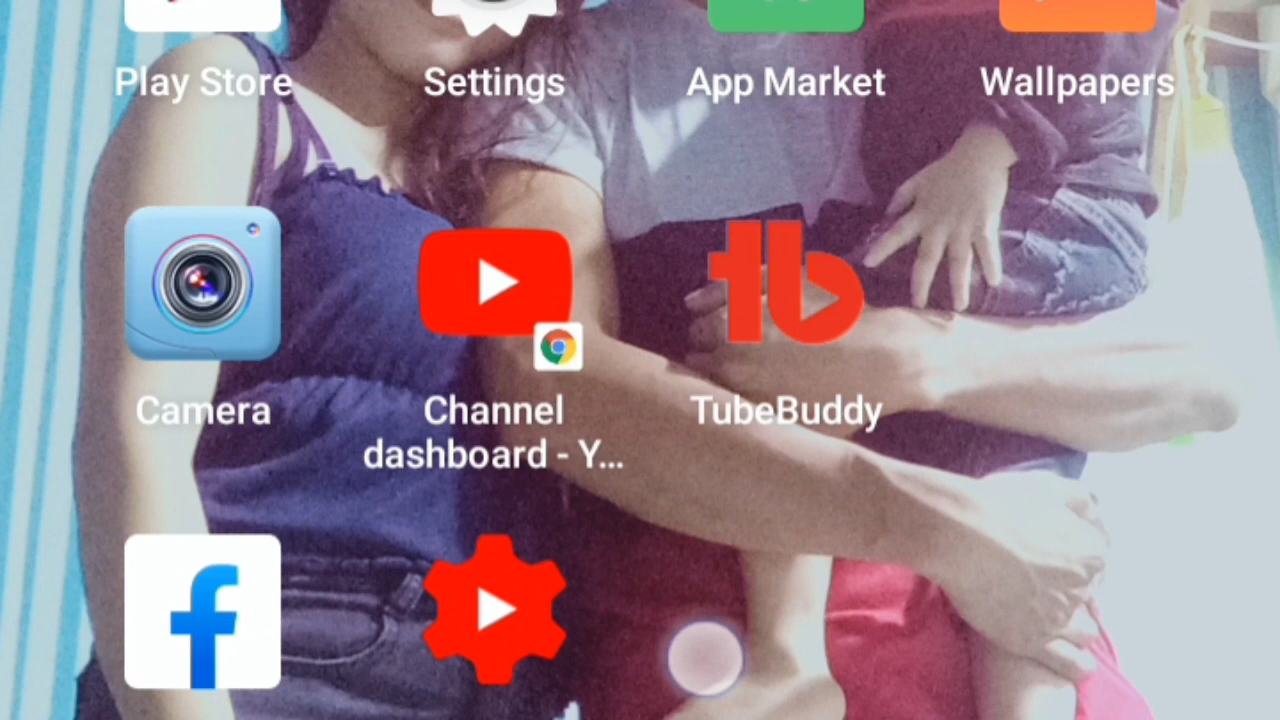 Play Store
Settings
App Market
Wallpapers
Camera
Channel
dashboard - Y...
TubeBuddy